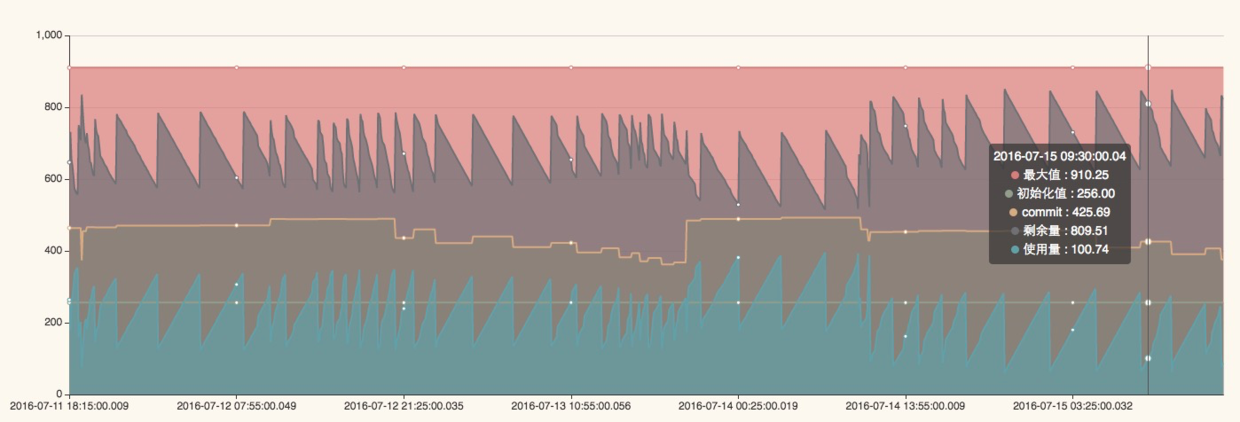 1,000
800
600
400
200
0
2016-07-11 18:15:00.009
2016-07-12 07:55:00.049
2016-07-12 21:25:00.035
2016-07-13 10:55:00.056
2016-07-14 00:25:00.019
2016-07-14 13:55:00.009
2016-07-15 03:25:00.032
2016-07-15 09:30:00.04
最大值 : 910.25
初始化值 : 256.00
commit : 425.69
剩余量 : 809.51
使用量 : 100.74